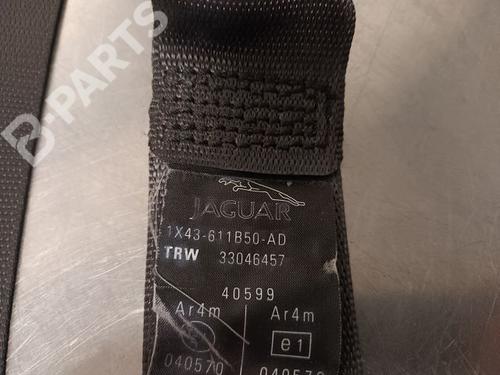 B-PARTS
JAGUAR
1X43-611B50-AD
TRW 33046457
40599
Ar4m Ar4m
e1
040570